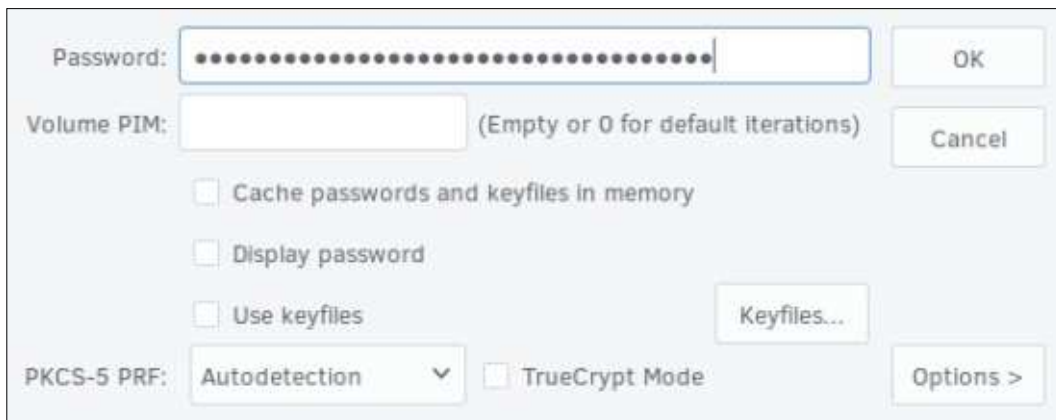 Password: ●●●●●●●●●●●●●●●●●●●●●●●●●●●●●●●●●●● OK
Volume PIM: (Empty or 0 for default iterations) Cancel
Cache passwords and keyfiles in memory
Display password
Use keyfiles Keyfiles...
PKCS-5 PRF: Autodetection TrueCrypt Mode Options >